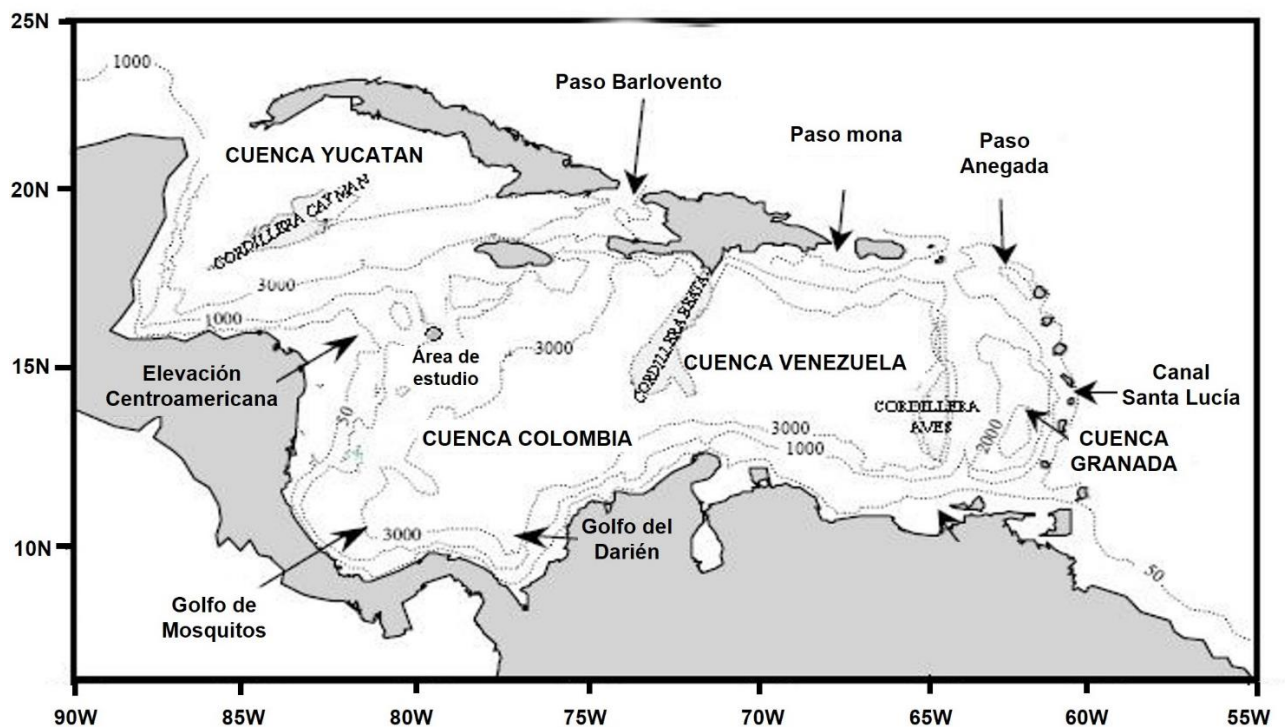 25N
1000
Paso Barlovento
Paso mona
Paso
Anegada
CUENCA YUCATAN
20N
CORDILLERA CAYMAN
3000
1000
Área de
estudio
3000
CORDILLERA BEATA
CUENCA VENEZUELA
15N
Elevación
Centroamericana
Canal
Santa Lucía
50
CORDILLERA
AVES
CUENCA COLOMBIA
3000
1000
2000
CUENCA
GRANADA
10N
3000
Golfo del
Darién
50
Golfo de
Mosquitos
90W
85W
80W
75W
70W
65W
60W
55W